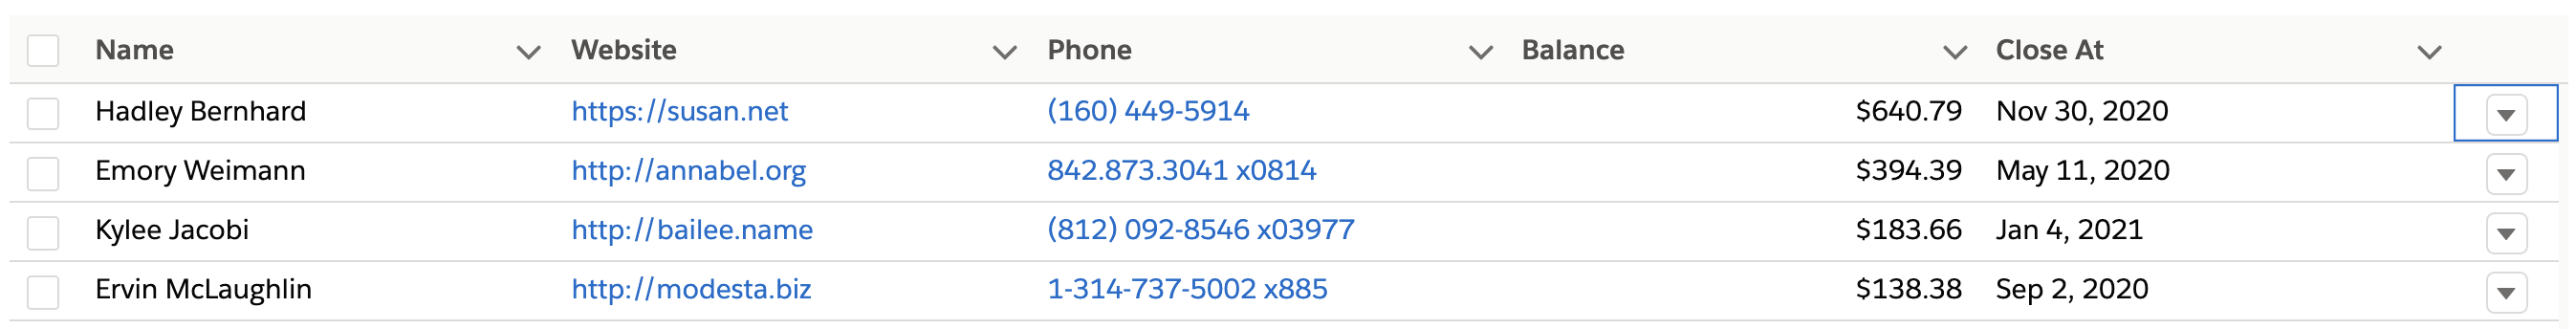 Name Website Phone Balance Close At
Hadley Bernhard https://susan.net (160) 449-5914 $640.79 Nov 30, 2020
Emory Weimann http://annabel.org 842.873.3041 x0814 $394.39 May 11, 2020
Kylee Jacobi http://bailee.name (812) 092-8546 x03977 $183.66 Jan 4, 2021
Ervin McLaughlin http://modesta.biz 1-314-737-5002 x885 $138.38 Sep 2, 2020